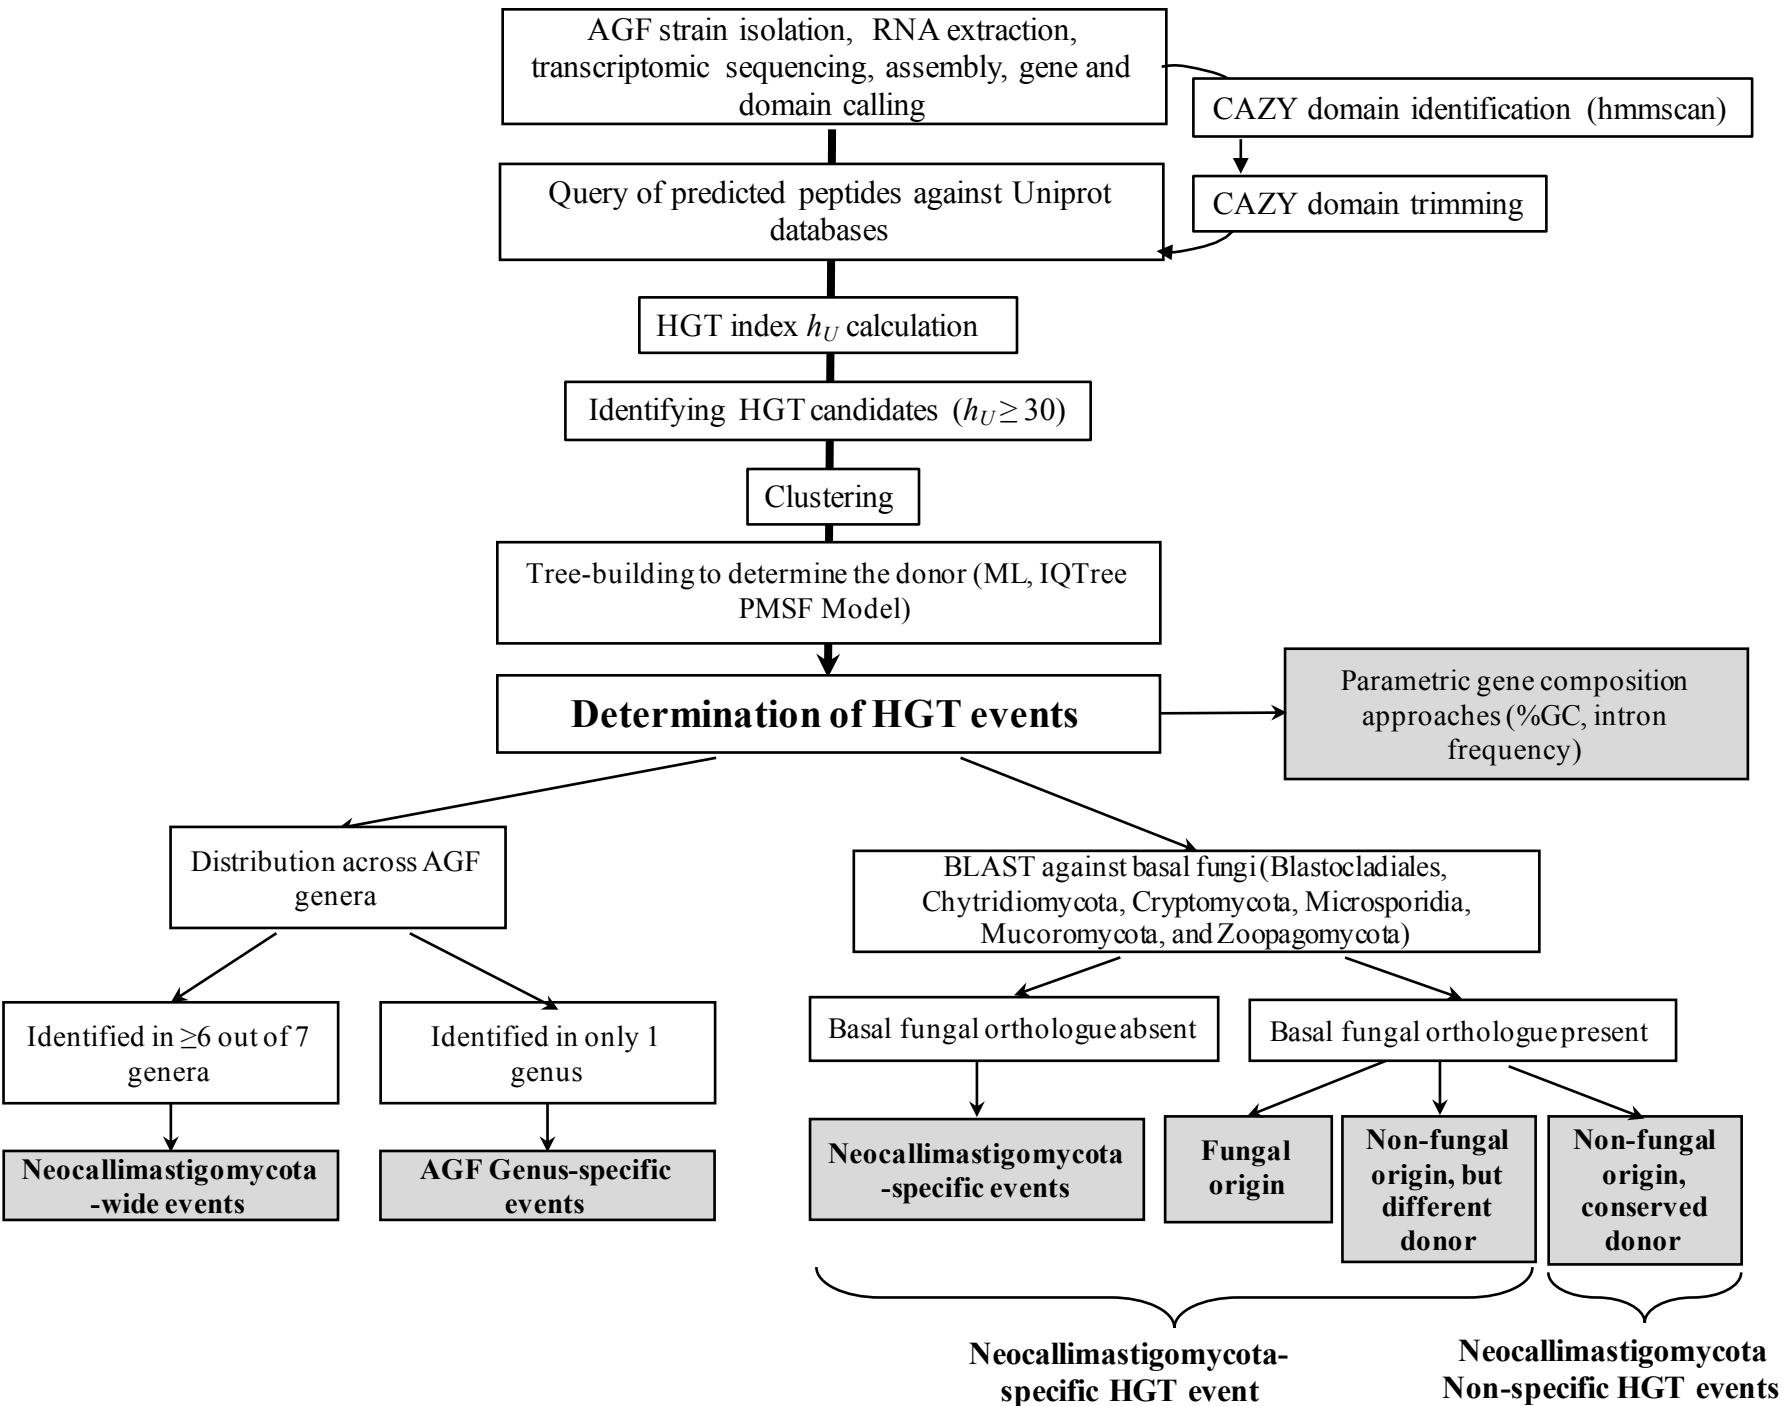 AGF strain isolation, RNA extraction,
transcriptomic sequencing, assembly, gene and
domain calling
CAZY domain identification (hmmscan)
Query of predicted peptides against Uniprot
databases
CAZY domain trimming
HGT index hU calculation
Identifying HGT candidates (hU ≥ 30)
Clustering
Tree-building to determine the donor (ML, IQTree
PMSF Model)
Determination of HGT events
Parametric gene composition
approaches (%GC, intron
frequency)
Distribution across AGF
genera
BLAST against basal fungi (Blastocladiales,
Chytridiomycota, Cryptomycota, Microsporidia,
Mucoromycota, and Zoopagomycota)
Identified in ≥6 out of 7
genera
Identified in only 1
genus
Basal fungal orthologue absent
Basal fungal orthologue present
Neocallimastigomycota
-wide events
AGF Genus-specific
events
Neocallimastigomycota
-specific events
Fungal
origin
Non-fungal
origin, but
different
donor
Non-fungal
origin,
conserved
donor
Neocallimastigomycota-
specific HGT event
Neocallimastigomycota
Non-specific HGT events